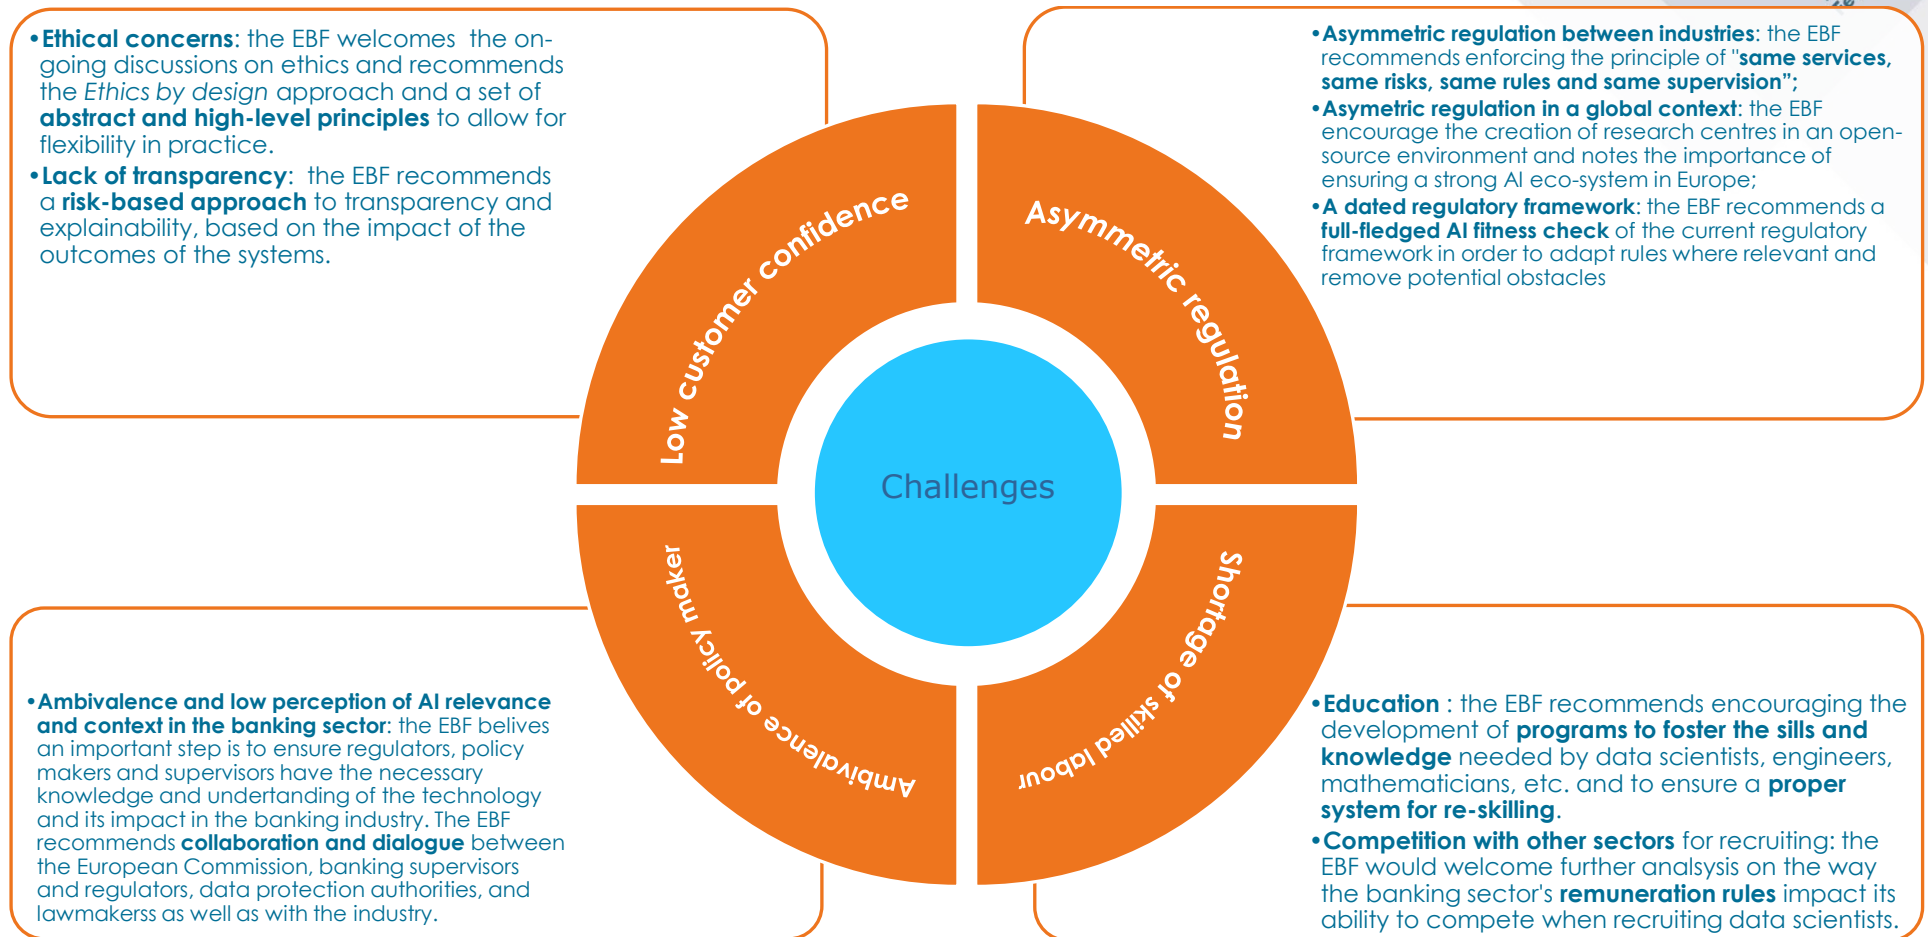 •Ethical concerns: the EBF welcomes the on-
going discussions on ethics and recommends
the Ethics by design approach and a set of
abstract and high-level principles to allow for
flexibility in practice.
•Lack of transparency: the EBF recommends
a risk-based approach to transparency and
explainability, based on the impact of the
outcomes of the systems.
•Asymmetric regulation between industries: the EBF
recommends enforcing the principle of "same services,
same risks, same rules and same supervision”;
•Asymetric regulation in a global context: the EBF
encourage the creation of research centres in an open-
source environment and notes the importance of
ensuring a strong AI eco-system in Europe;
•A dated regulatory framework: the EBF recommends a
full-fledged AI fitness check of the current regulatory
framework in order to adapt rules where relevant and
remove potential obstacles
Low customer confidence
Asymmetric regulation
Challenges
Ambivalence of policy maker
Shortage of skilled labour
•Ambivalence and low perception of AI relevance
and context in the banking sector: the EBF belives
an important step is to ensure regulators, policy
makers and supervisors have the necessary
knowledge and undertanding of the technology
and its impact in the banking industry. The EBF
recommends collaboration and dialogue between
the European Commission, banking supervisors
and regulators, data protection authorities, and
lawmakerss as well as with the industry.
•Education : the EBF recommends encouraging the
development of programs to foster the sills and
knowledge needed by data scientists, engineers,
mathematicians, etc. and to ensure a proper
system for re-skilling.
•Competition with other sectors for recruiting: the
EBF would welcome further analsysis on the way
the banking sector's remuneration rules impact its
ability to compete when recruiting data scientists.